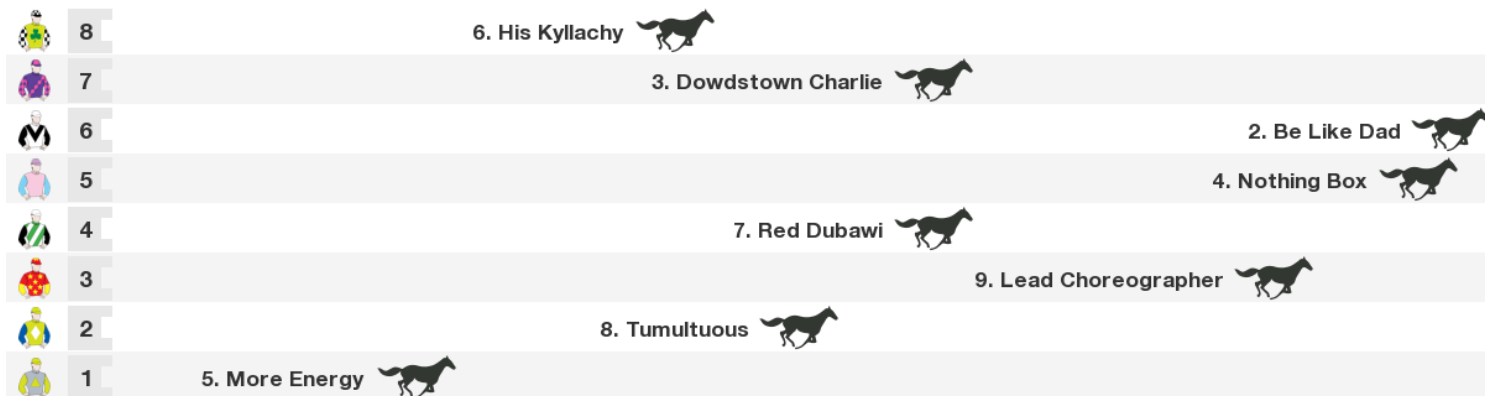 8 6. His Kyllachy
7 3. Dowdstown Charlie
6 2. Be Like Dad
5 4. Nothing Box
4 7. Red Dubawi
3 9. Lead Choreographer
2 8. Tumultuous
1 5. More Energy